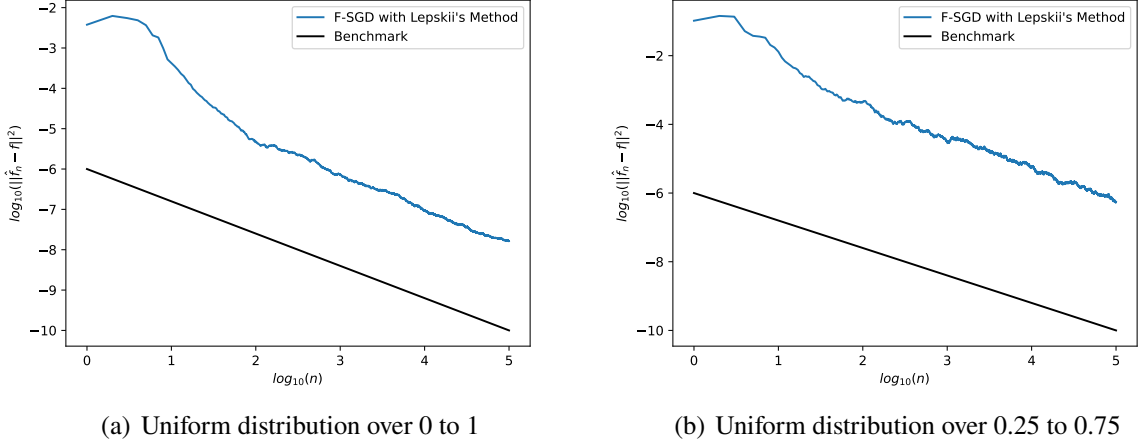 F-SGD with Lepskii's Method
Benchmark
−2
−3
−4
−5
−6
−7
−8
−9
−10
0
1
2
3
4
5
log₁₀(||f̂ₙ − f||²)
log₁₀(n)
(a) Uniform distribution over 0 to 1
F-SGD with Lepskii's Method
Benchmark
−2
−4
−6
−8
−10
0
1
2
3
4
5
log₁₀(||f̂ₙ − f||²)
log₁₀(n)
(b) Uniform distribution over 0.25 to 0.75